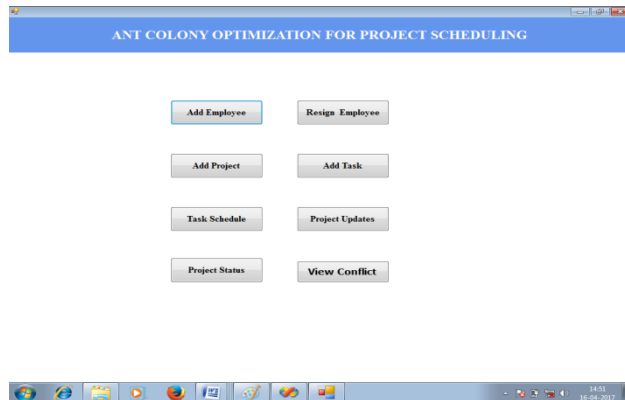 ANT COLONY OPTIMIZATION FOR PROJECT SCHEDULING
Add Employee Resign Employee
Add Project Add Task
Task Schedule Project Updates
Project Status View Conflict
14:51
16-04-2017